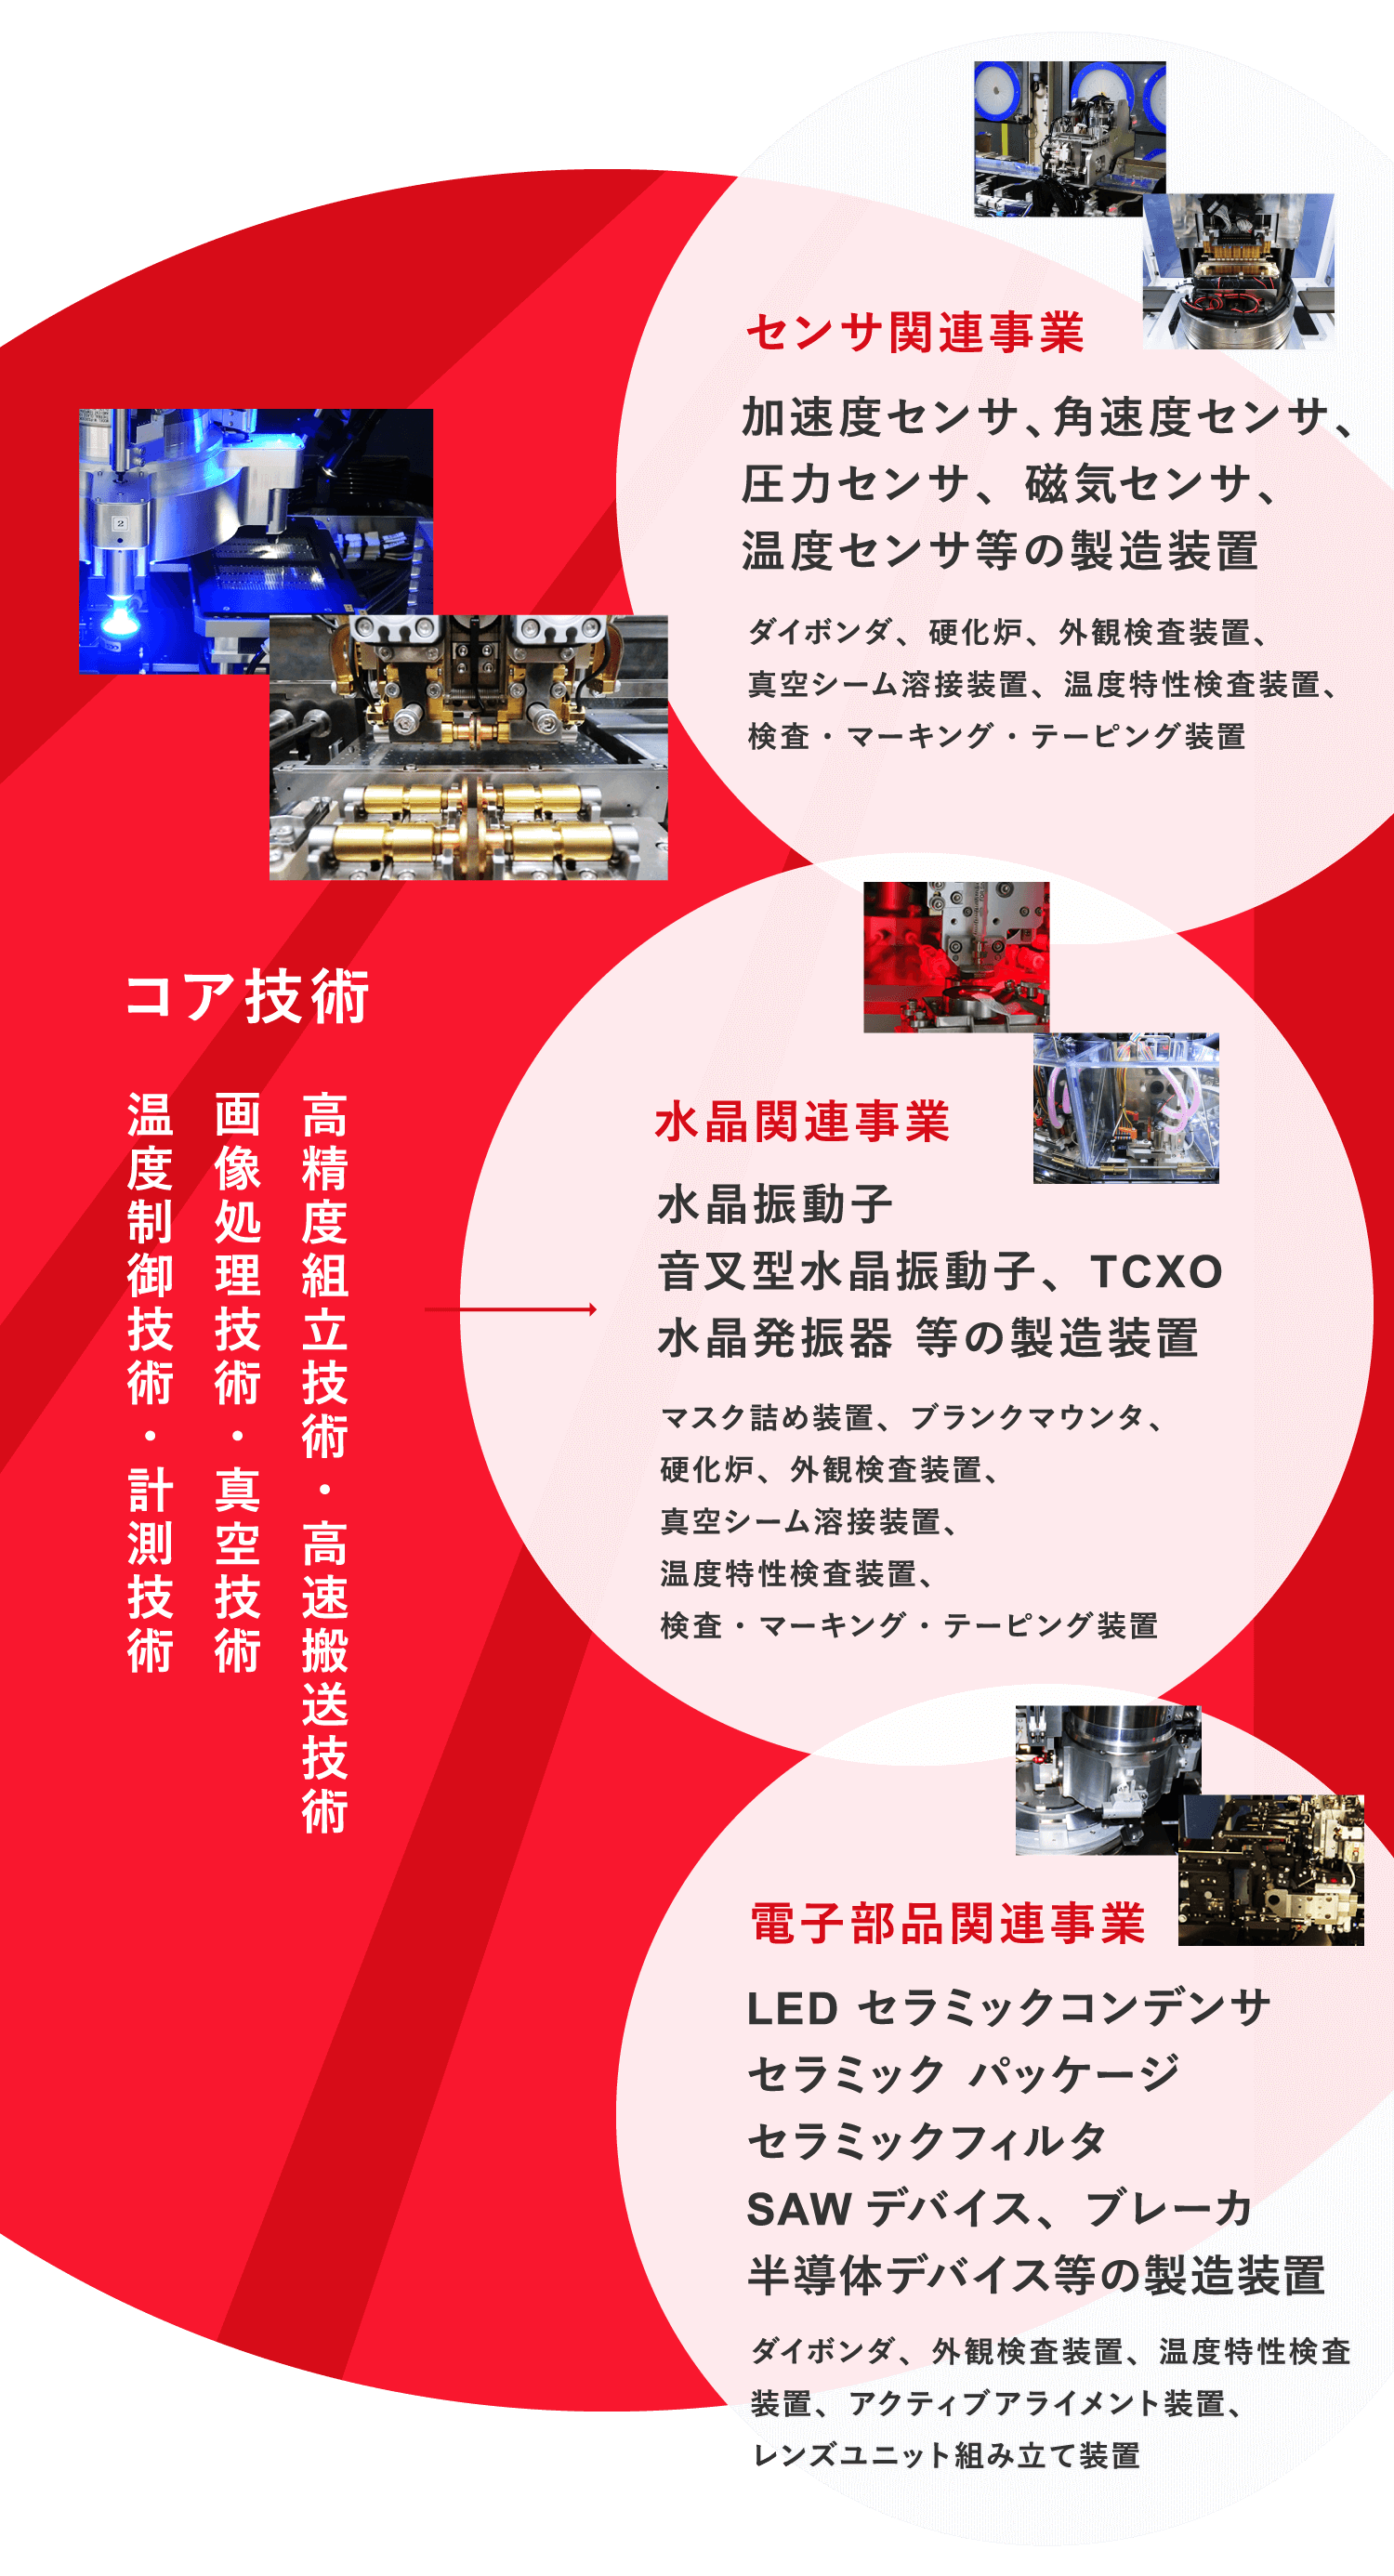 センサ関連事業
加速度センサ、角速度センサ、
圧力センサ、磁気センサ、
温度センサ等の製造装置
ダイボンダ、硬化炉、外観検査装置、
真空シーム溶接装置、温度特性検査装置、
検査・マーキング・テーピング装置
2
コア技術
高精度組立技術・高速搬送技術
画像処理技術・真空技術
温度制御技術・計測技術
水晶関連事業
水晶振動子
音叉型水晶振動子、TCXO
水晶発振器 等の製造装置
マスク詰め装置、ブランクマウンタ、
硬化炉、外観検査装置、
真空シーム溶接装置、
温度特性検査装置、
検査・マーキング・テーピング装置
電子部品関連事業
LED セラミックコンデンサ
セラミック パッケージ
セラミックフィルタ
SAW デバイス、ブレーカ
半導体デバイス等の製造装置
ダイボンダ、外観検査装置、温度特性検査
装置、アクティブアライメント装置、
レンズユニット組み立て装置